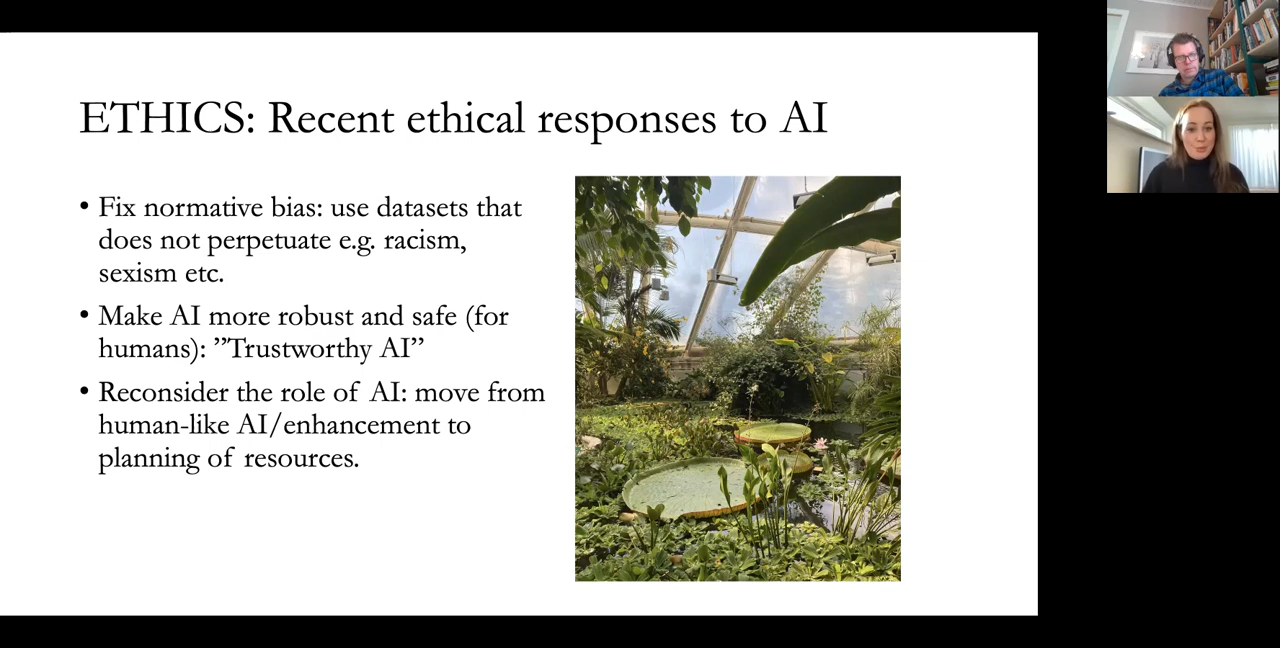 ETHICS: Recent ethical responses to AI
• Fix normative bias: use datasets that
does not perpetuate e.g. racism,
sexism etc.
• Make AI more robust and safe (for
humans): ”Trustworthy AI”
• Reconsider the role of AI: move from
human-like AI/enhancement to
planning of resources.